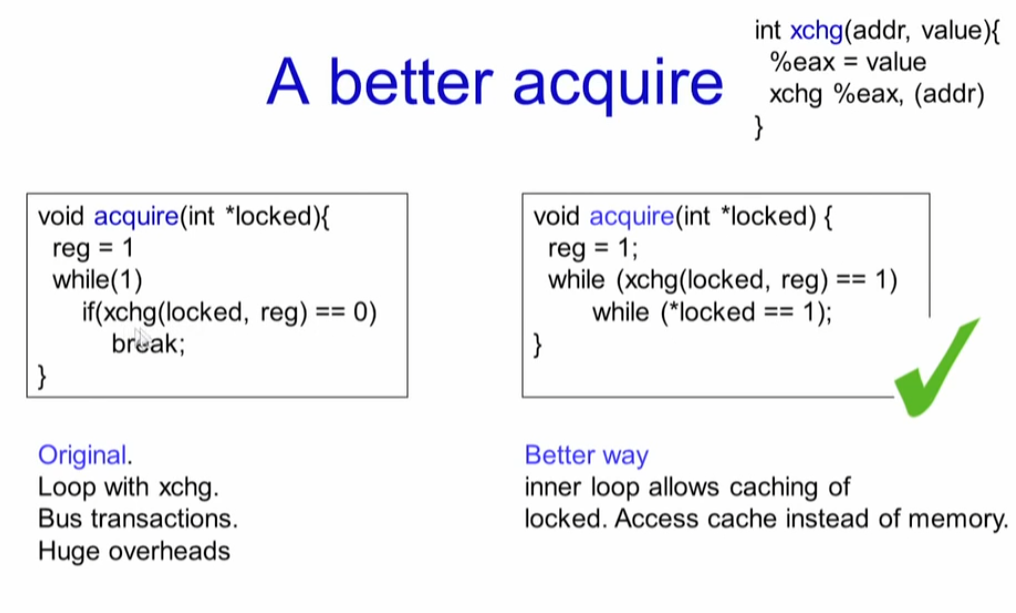 A better acquire
int xchg(addr, value){
%eax = value
xchg %eax, (addr)
}
void acquire(int *locked){
reg = 1
while(1)
if(xchg(locked, reg) == 0)
break;
}
Original.
Loop with xchg.
Bus transactions.
Huge overheads
void acquire(int *locked) {
reg = 1;
while (xchg(locked, reg) == 1)
while (*locked == 1);
}
Better way
inner loop allows caching of
locked. Access cache instead of memory.